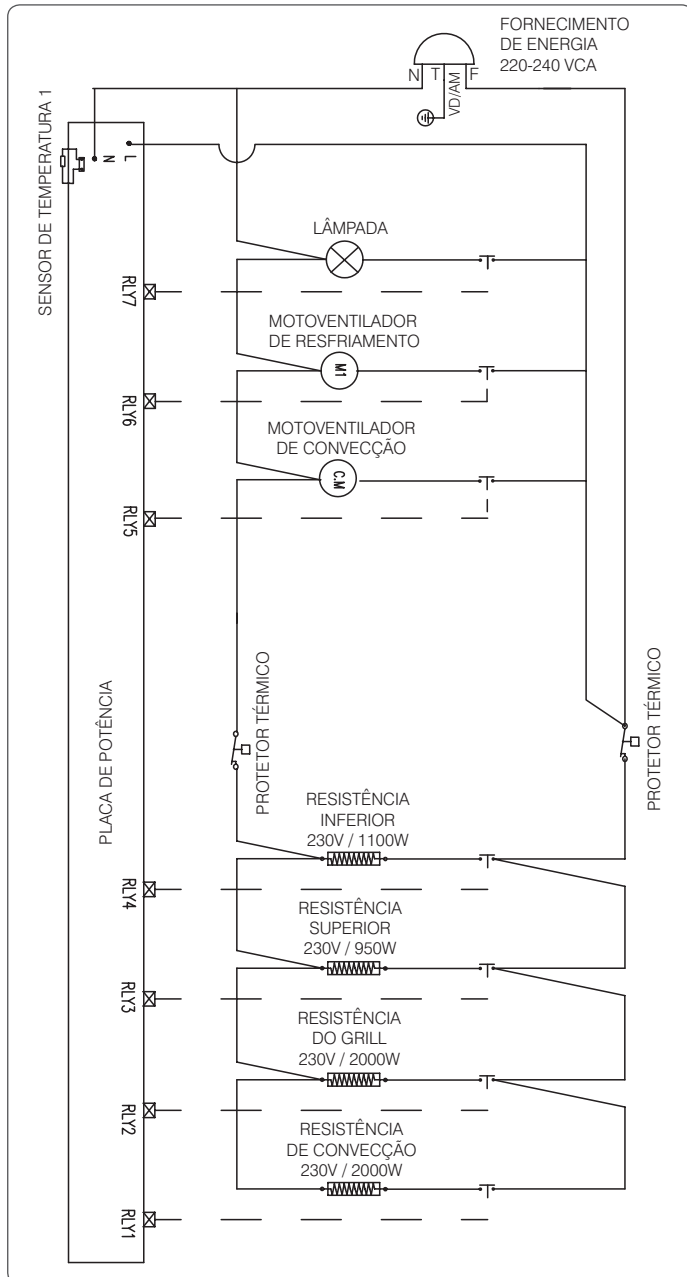 FORNECIMENTO
DE ENERGIA
220-240 VCA
N T F
VD/AM
SENSOR DE TEMPERATURA 1
N
L
LÂMPADA
RLY7
MOTOVENTILADOR
DE RESFRIAMENTO
M1
RLY6
MOTOVENTILADOR
DE CONVECÇÃO
C.M
RLY5
PLACA DE POTÊNCIA
PROTETOR TÉRMICO
PROTETOR TÉRMICO
RESISTÊNCIA
INFERIOR
230V / 1100W
RLY4
RESISTÊNCIA
SUPERIOR
230V / 950W
RLY3
RESISTÊNCIA
DO GRILL
230V / 2000W
RLY2
RESISTÊNCIA
DE CONVECÇÃO
230V / 2000W
RLY1